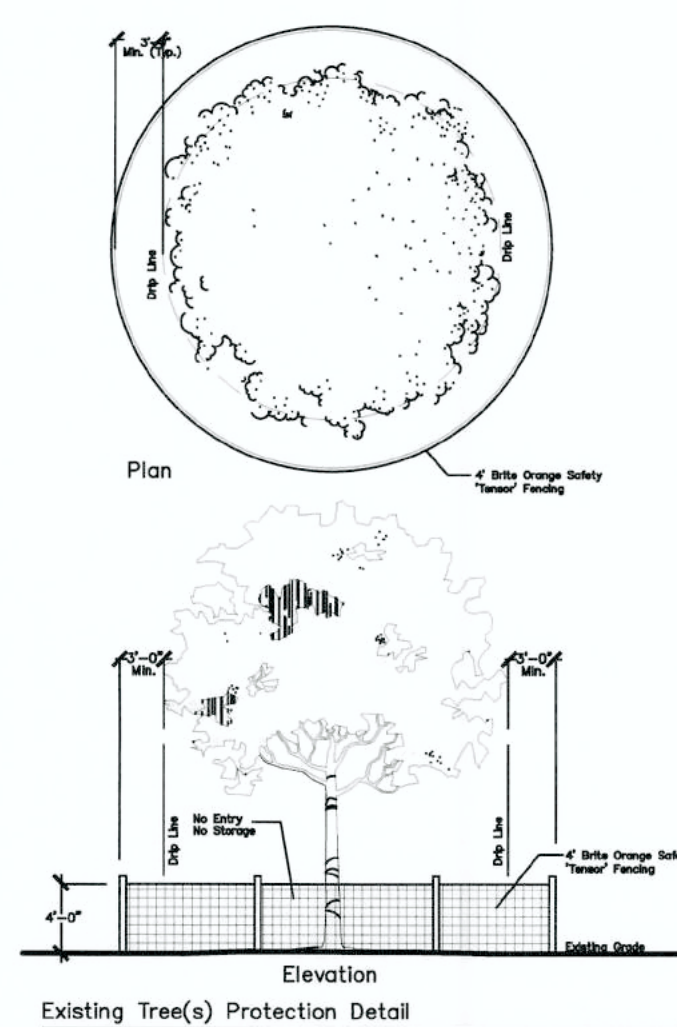 3'-0"
Min. (Typ.)
Drip Line
Drip Line
Plan
4' Brite Orange Safety
'Tensor' Fencing
3'-0"
Min.
3'-0"
Min.
Drip Line
No Entry
No Storage
Drip Line
4' Brite Orange Saf
'Tensor' Fencing
4'-0"
Existing Grade
Elevation
Existing Tree(s) Protection Detail